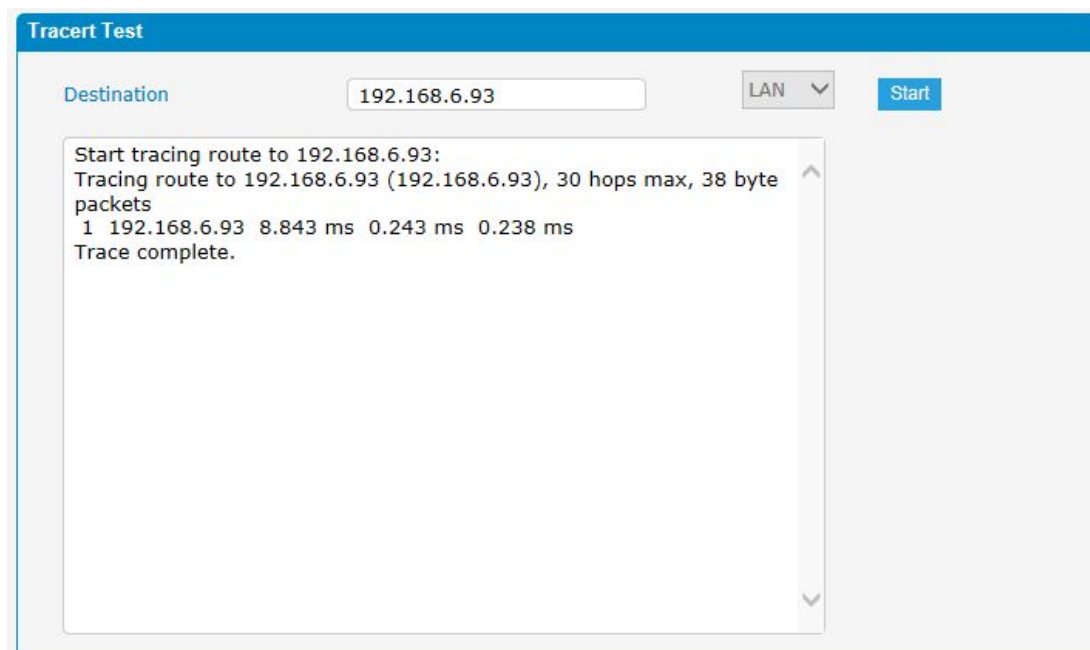 Tracert Test
Destination 192.168.6.93 LAN Start
Start tracing route to 192.168.6.93:
Tracing route to 192.168.6.93 (192.168.6.93), 30 hops max, 38 byte
packets
1 192.168.6.93 8.843 ms 0.243 ms 0.238 ms
Trace complete.